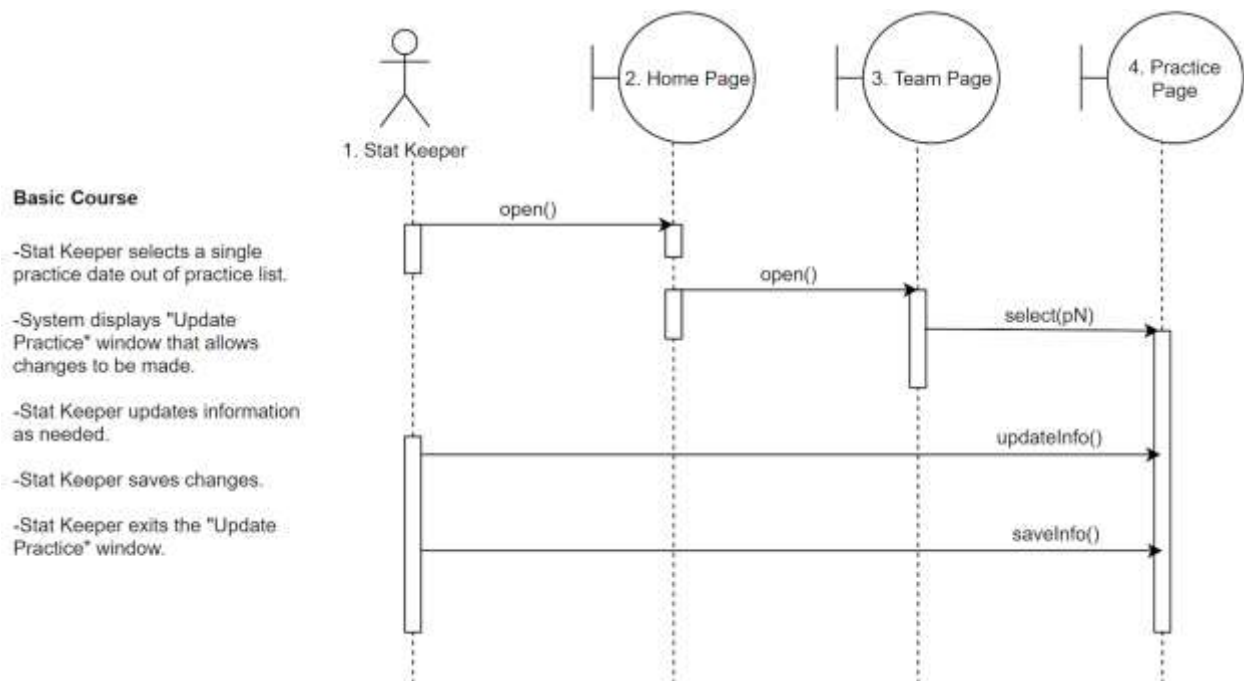 2. Home Page
3. Team Page
4. Practice
Page
1. Stat Keeper
Basic Course
open()
-Stat Keeper selects a single
practice date out of practice list.
open()
-System displays "Update
Practice" window that allows
changes to be made.
select(pN)
-Stat Keeper updates information
as needed.
updateInfo()
-Stat Keeper saves changes.
-Stat Keeper exits the "Update
Practice" window.
saveInfo()